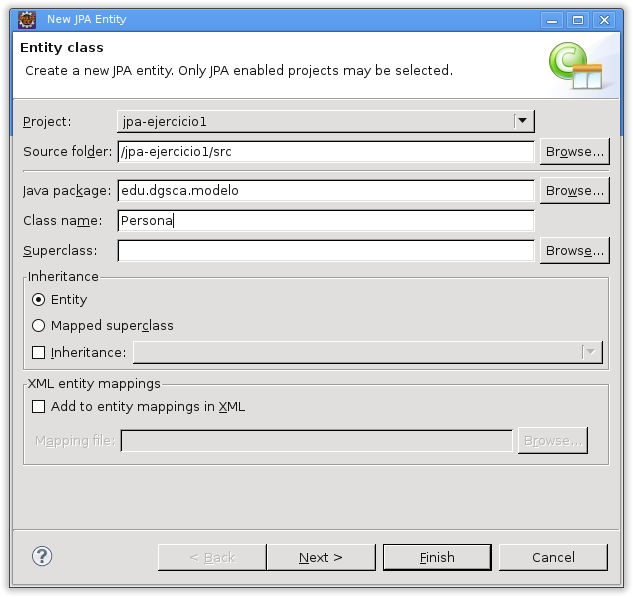 New JPA Entity
Entity class
Create a new JPA entity. Only JPA enabled projects may be selected.
Project: jpa-ejercicio1
Source folder: /jpa-ejercicio1/src Browse...
Java package: edu.dgsca.modelo Browse...
Class name: Persona
Superclass: Browse...
Inheritance
Entity
Mapped superclass
Inheritance:
XML entity mappings
Add to entity mappings in XML
Mapping file: Browse...
? < Back Next > Finish Cancel